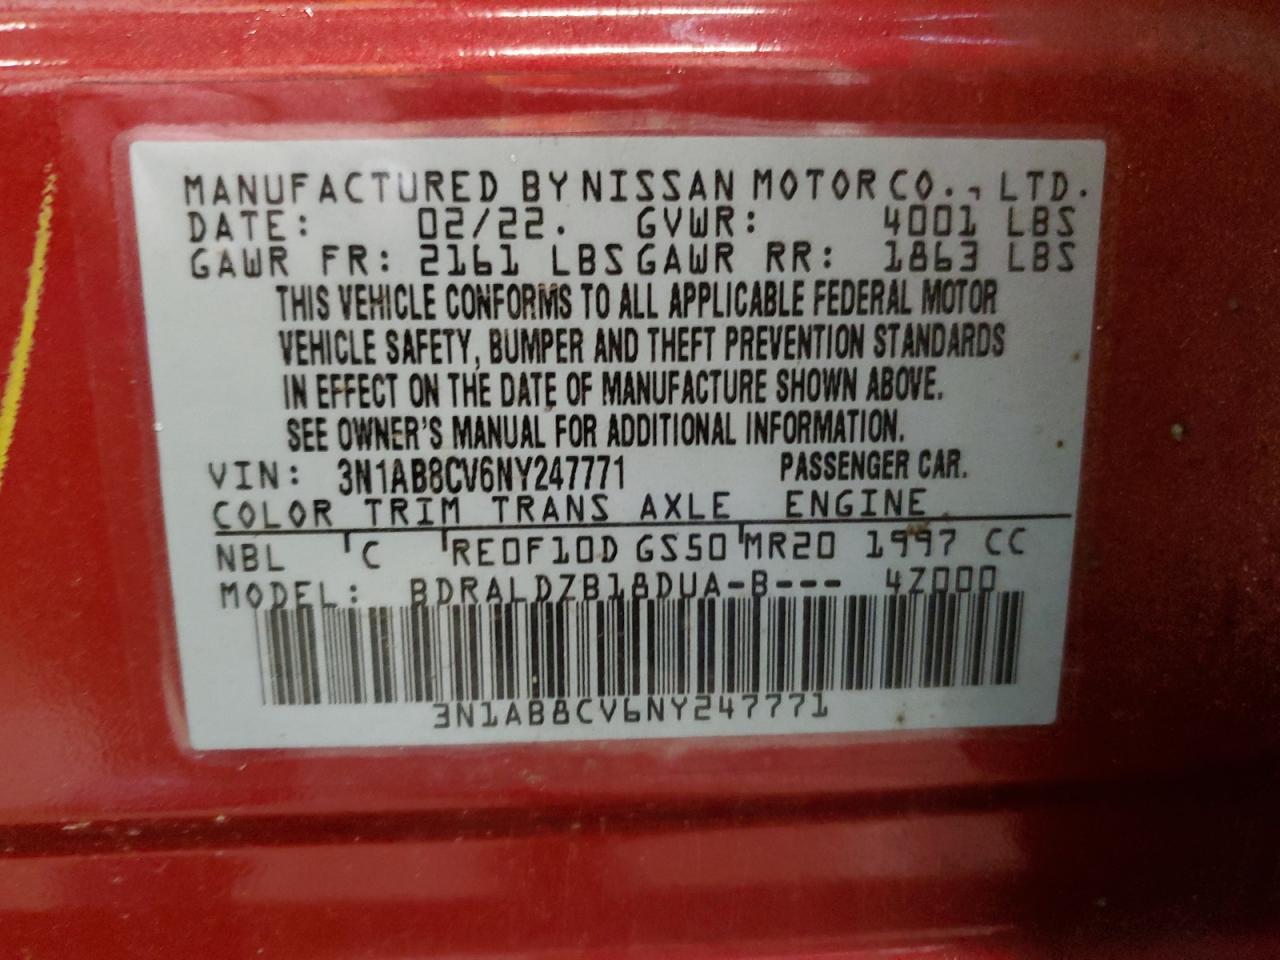 MANUFACTURED BY NISSAN MOTOR CO., LTD.
DATE: 02/22. GVWR: 4001 LBS
GAWR FR: 2161 LBS GAWR RR: 1863 LBS
THIS VEHICLE CONFORMS TO ALL APPLICABLE FEDERAL MOTOR
VEHICLE SAFETY, BUMPER AND THEFT PREVENTION STANDARDS
IN EFFECT ON THE DATE OF MANUFACTURE SHOWN ABOVE.
SEE OWNER'S MANUAL FOR ADDITIONAL INFORMATION.
VIN: 3N1AB8CV6NY247771 PASSENGER CAR.
COLOR TRIM TRANS AXLE ENGINE
NBL C RE0F10D GS50 MR20 1997 CC
MODEL: BDRALDZB18DUA-B--- 4Z000
3N1AB8CV6NY247771